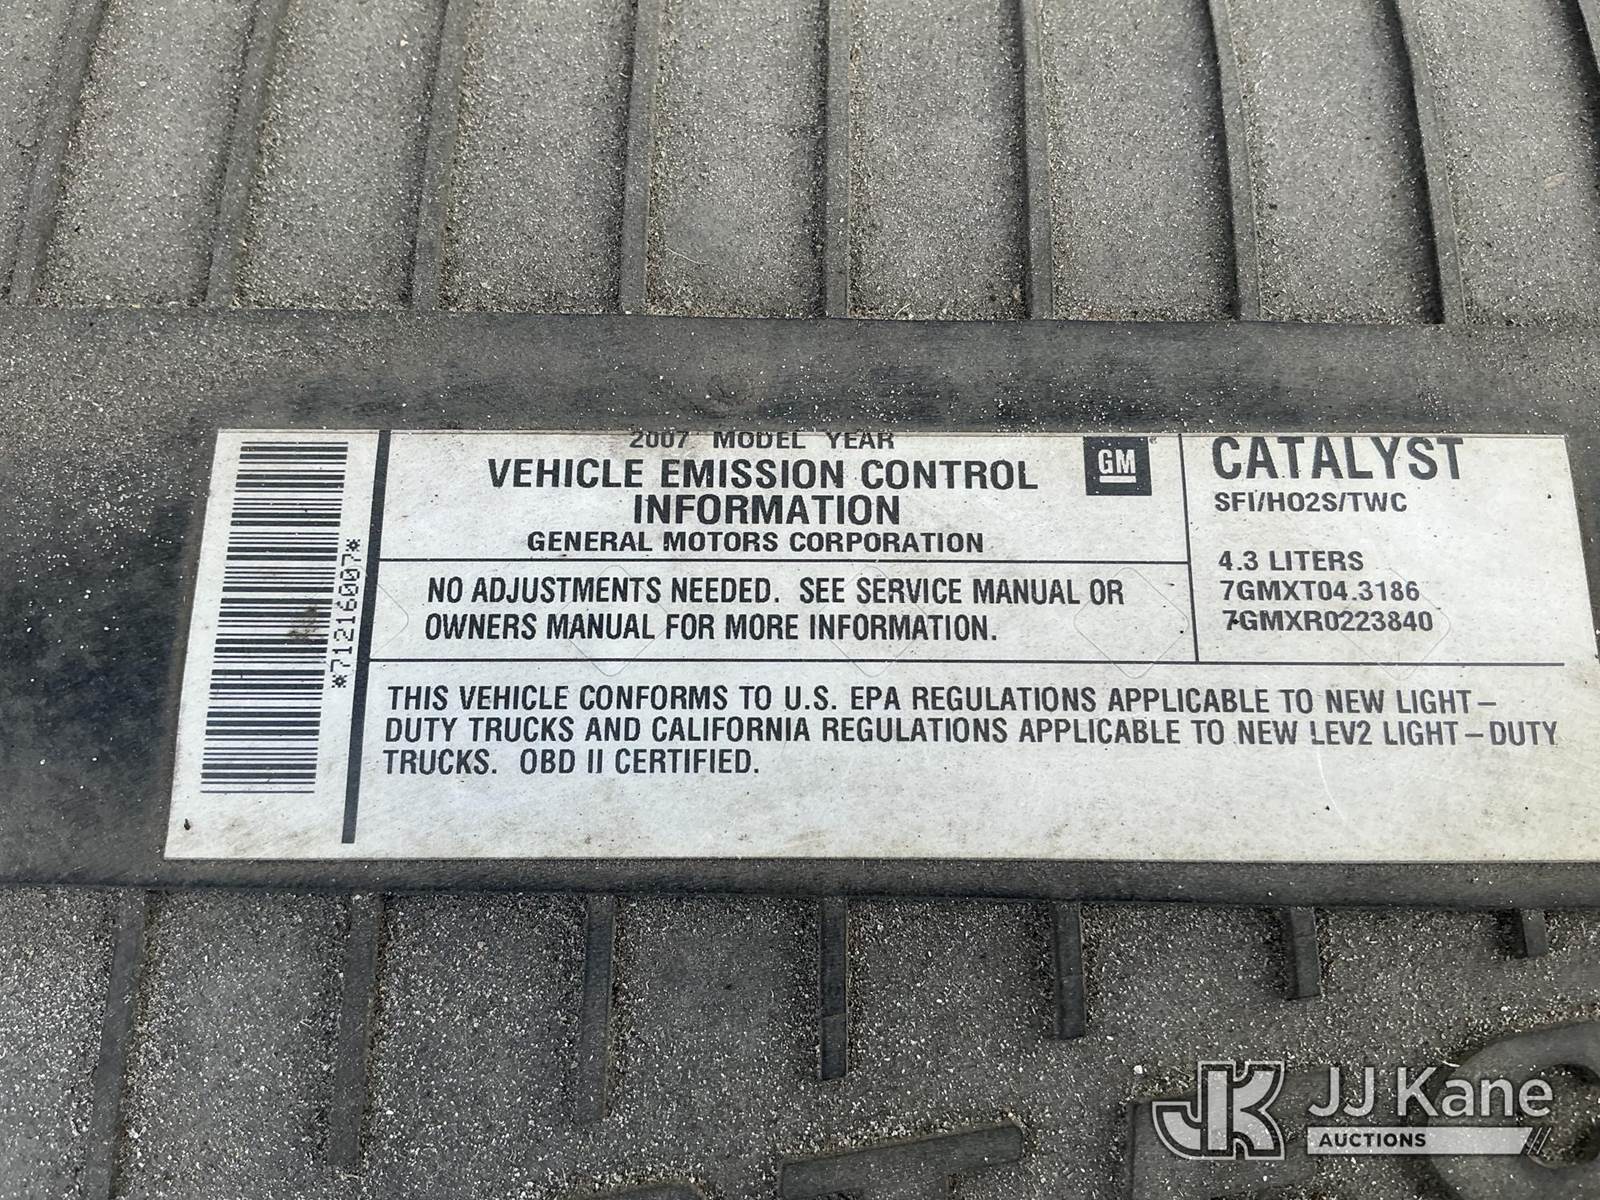 2007 MODEL YEAR
VEHICLE EMISSION CONTROL
INFORMATION
GENERAL MOTORS CORPORATION
GM
CATALYST
SFI/HO2S/TWC
4.3 LITERS
7GMXT04.3186
7GMXR0223840
*71216007*
NO ADJUSTMENTS NEEDED. SEE SERVICE MANUAL OR
OWNERS MANUAL FOR MORE INFORMATION.
THIS VEHICLE CONFORMS TO U.S. EPA REGULATIONS APPLICABLE TO NEW LIGHT-
DUTY TRUCKS AND CALIFORNIA REGULATIONS APPLICABLE TO NEW LEV2 LIGHT-DUTY
TRUCKS. OBD II CERTIFIED.
JK JJ Kane
AUCTIONS